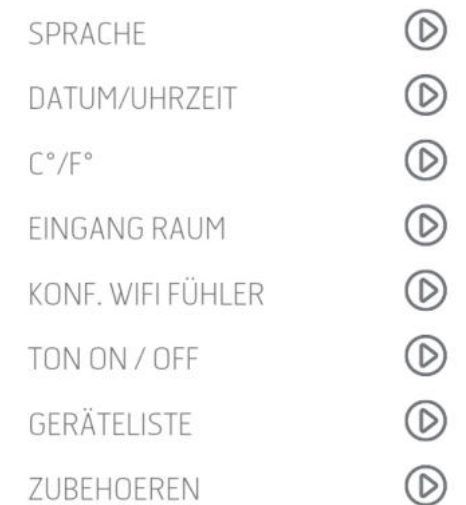 SPRACHE
DATUM/UHRZEIT
C°/F°
EINGANG RAUM
KONF. WIFI FÜHLER
TON ON / OFF
GERÄTELISTE
ZUBEHOEREN